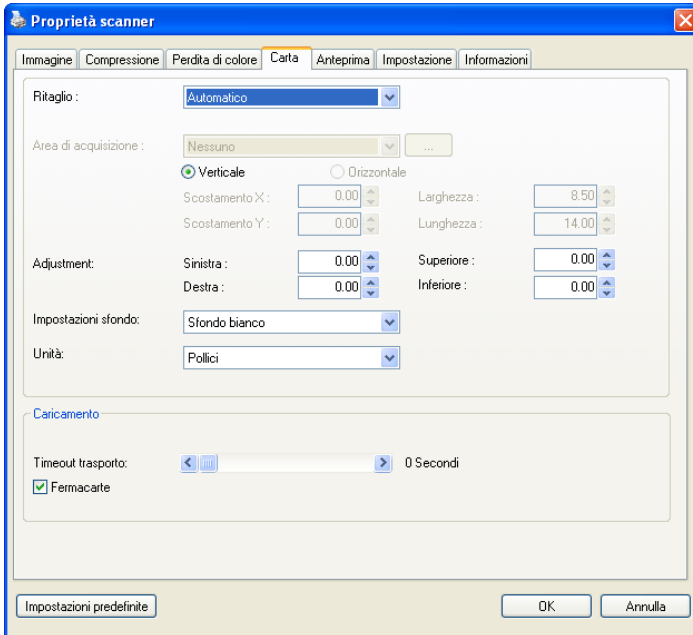 Proprietà scanner
Immagine Compressione Perdita di colore Carta Anteprima Impostazione Informazioni
Ritaglio : Automatico
Area di acquisizione : Nessuno ...
Verticale Orizzontale
Scostamento X : 0.00 Larghezza : 8.50
Scostamento Y : 0.00 Lunghezza : 14.00
Adjustment: Sinistra : 0.00 Superiore : 0.00
Destra : 0.00 Inferiore : 0.00
Impostazioni sfondo: Sfondo bianco
Unità: Pollici
Caricamento
Timeout trasporto: 0 Secondi
Fermacarte
Impostazioni predefinite OK Annulla